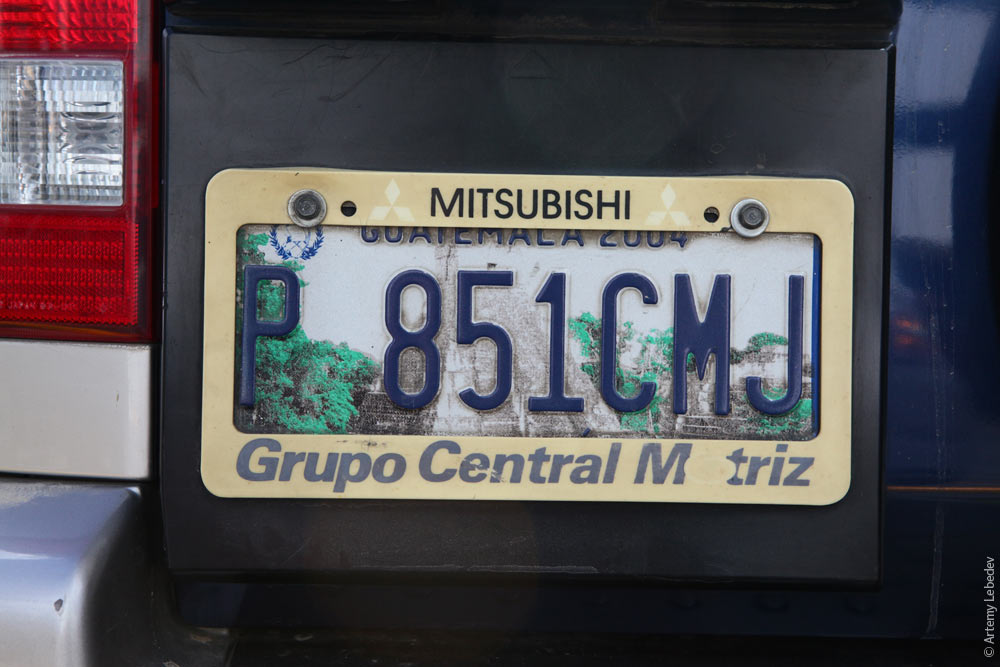 MITSUBISHI
GUATEMALA 2004
P 851CMJ
Grupo Central M triz
© Artemy Lebedev